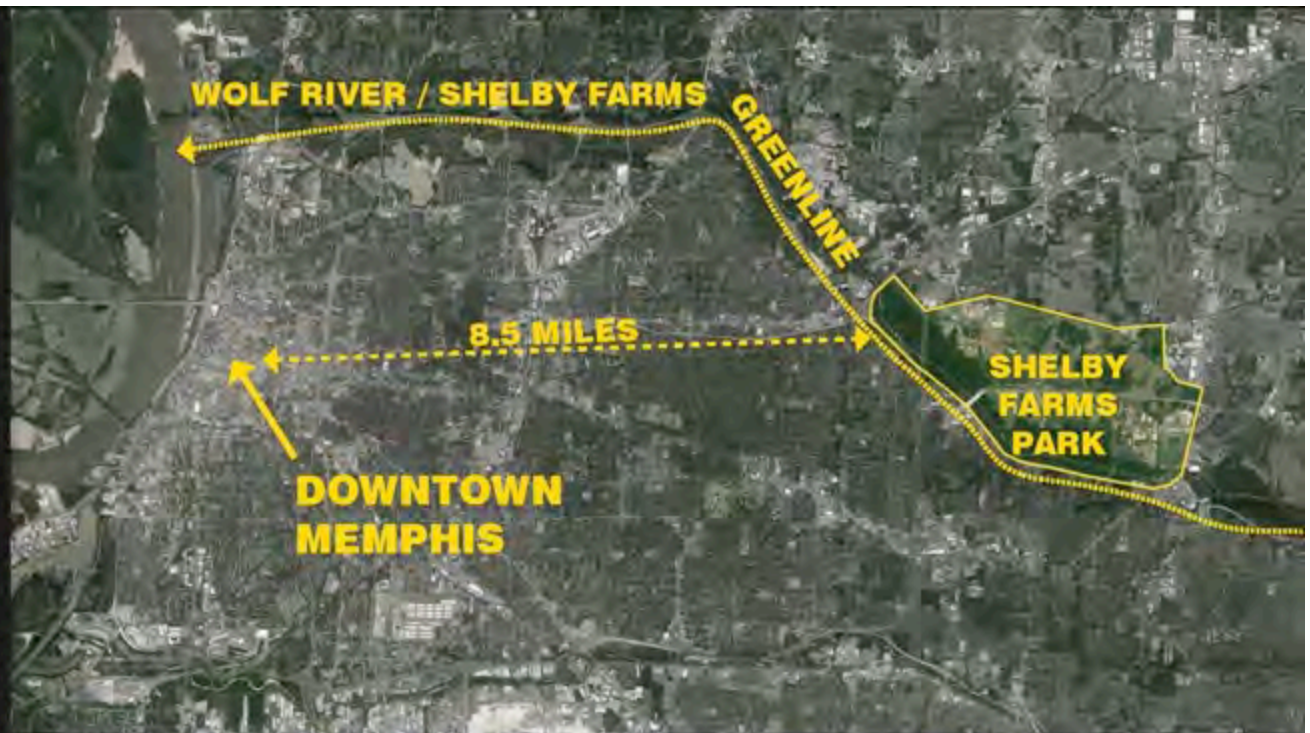 WOLF RIVER / SHELBY FARMS
GREENLINE
8.5 MILES
SHELBY
FARMS
PARK
DOWNTOWN
MEMPHIS